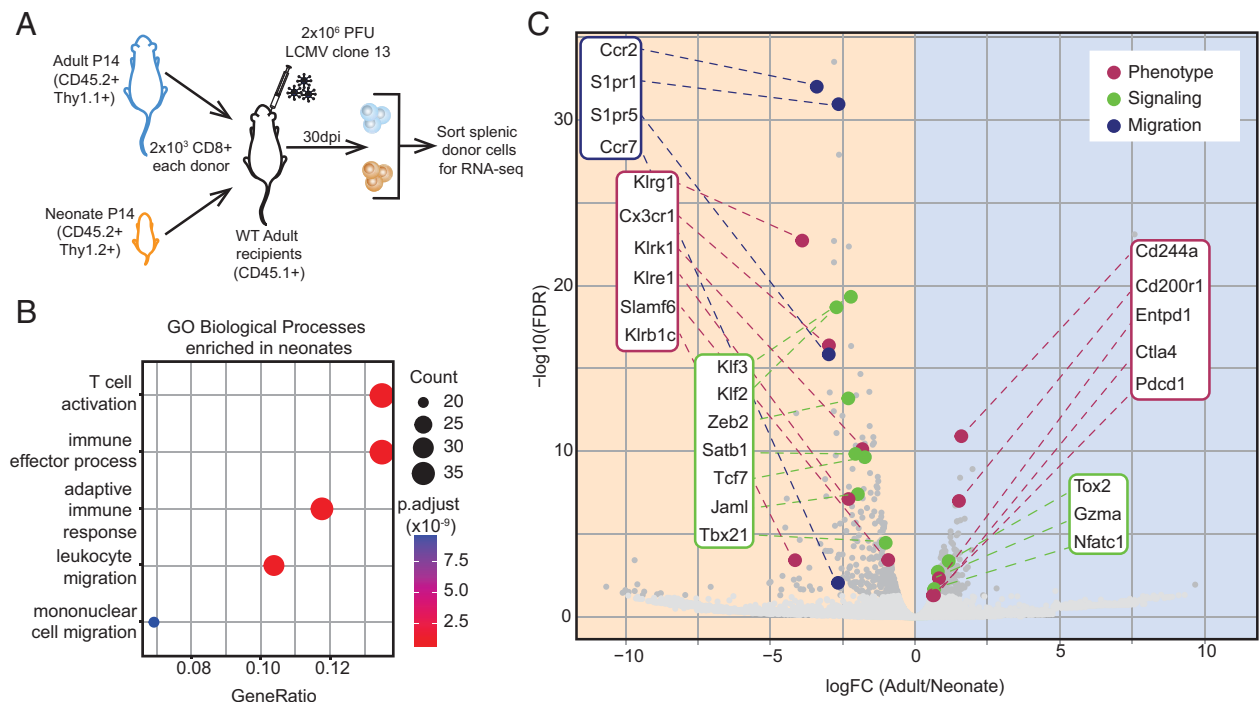 A
Adult P14
(CD45.2+
Thy1.1+)
2x10⁶ PFU
LCMV clone 13
2x10³ CD8+
each donor
30dpi
Sort splenic
donor cells
for RNA-seq
Neonate P14
(CD45.2+
Thy1.2+)
WT Adult
recipients
(CD45.1+)
B
GO Biological Processes
enriched in neonates
T cell
activation
immune
effector process
adaptive
immune
response
leukocyte
migration
mononuclear
cell migration
0.08
0.10
0.12
GeneRatio
Count
20
25
30
35
p.adjust
(x10⁻⁹)
7.5
5.0
2.5
C
Ccr2
S1pr1
S1pr5
Ccr7
Klrg1
Cx3cr1
Klrk1
Klre1
Slamf6
Klrb1c
Klf3
Klf2
Zeb2
Satb1
Tcf7
Jaml
Tbx21
Phenotype
Signaling
Migration
Cd244a
Cd200r1
Entpd1
Ctla4
Pdcd1
Tox2
Gzma
Nfatc1
−log10(FDR)
30
20
10
0
−10
−5
0
5
10
logFC (Adult/Neonate)